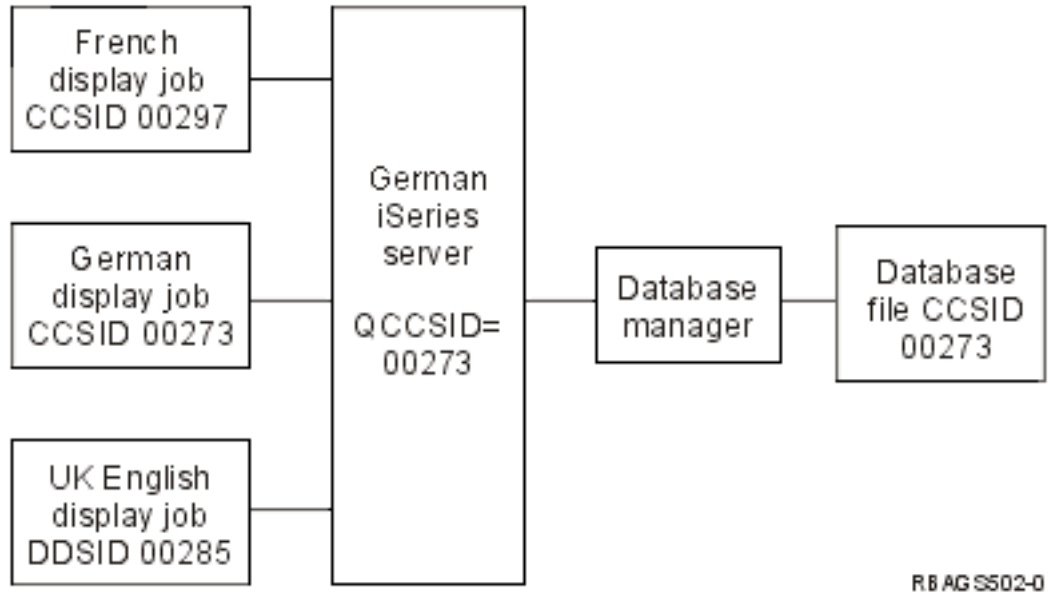 French
display job
CCSID 00297
German
display job
CCSID 00273
UK English
display job
DDSID 00285
German
iSeries
server
QCCSID=
00273
Database
manager
Database
file CCSID
00273
RBAGS502-0